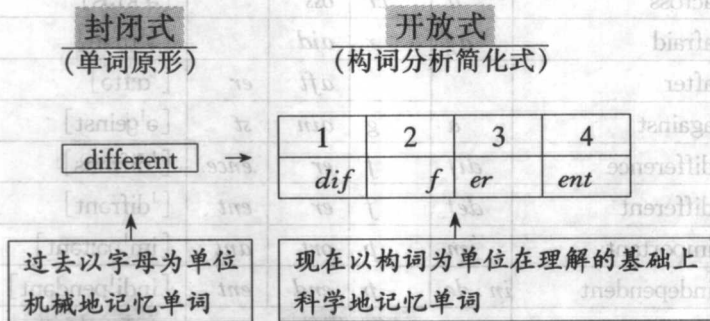 封闭式
(单词原形)
开放式
(构词分析简化式)
different
1 2 3 4
dif f er ent
过去以字母为单位
机械地记忆单词
现在以构词为单位在理解的基础上
科学地记忆单词